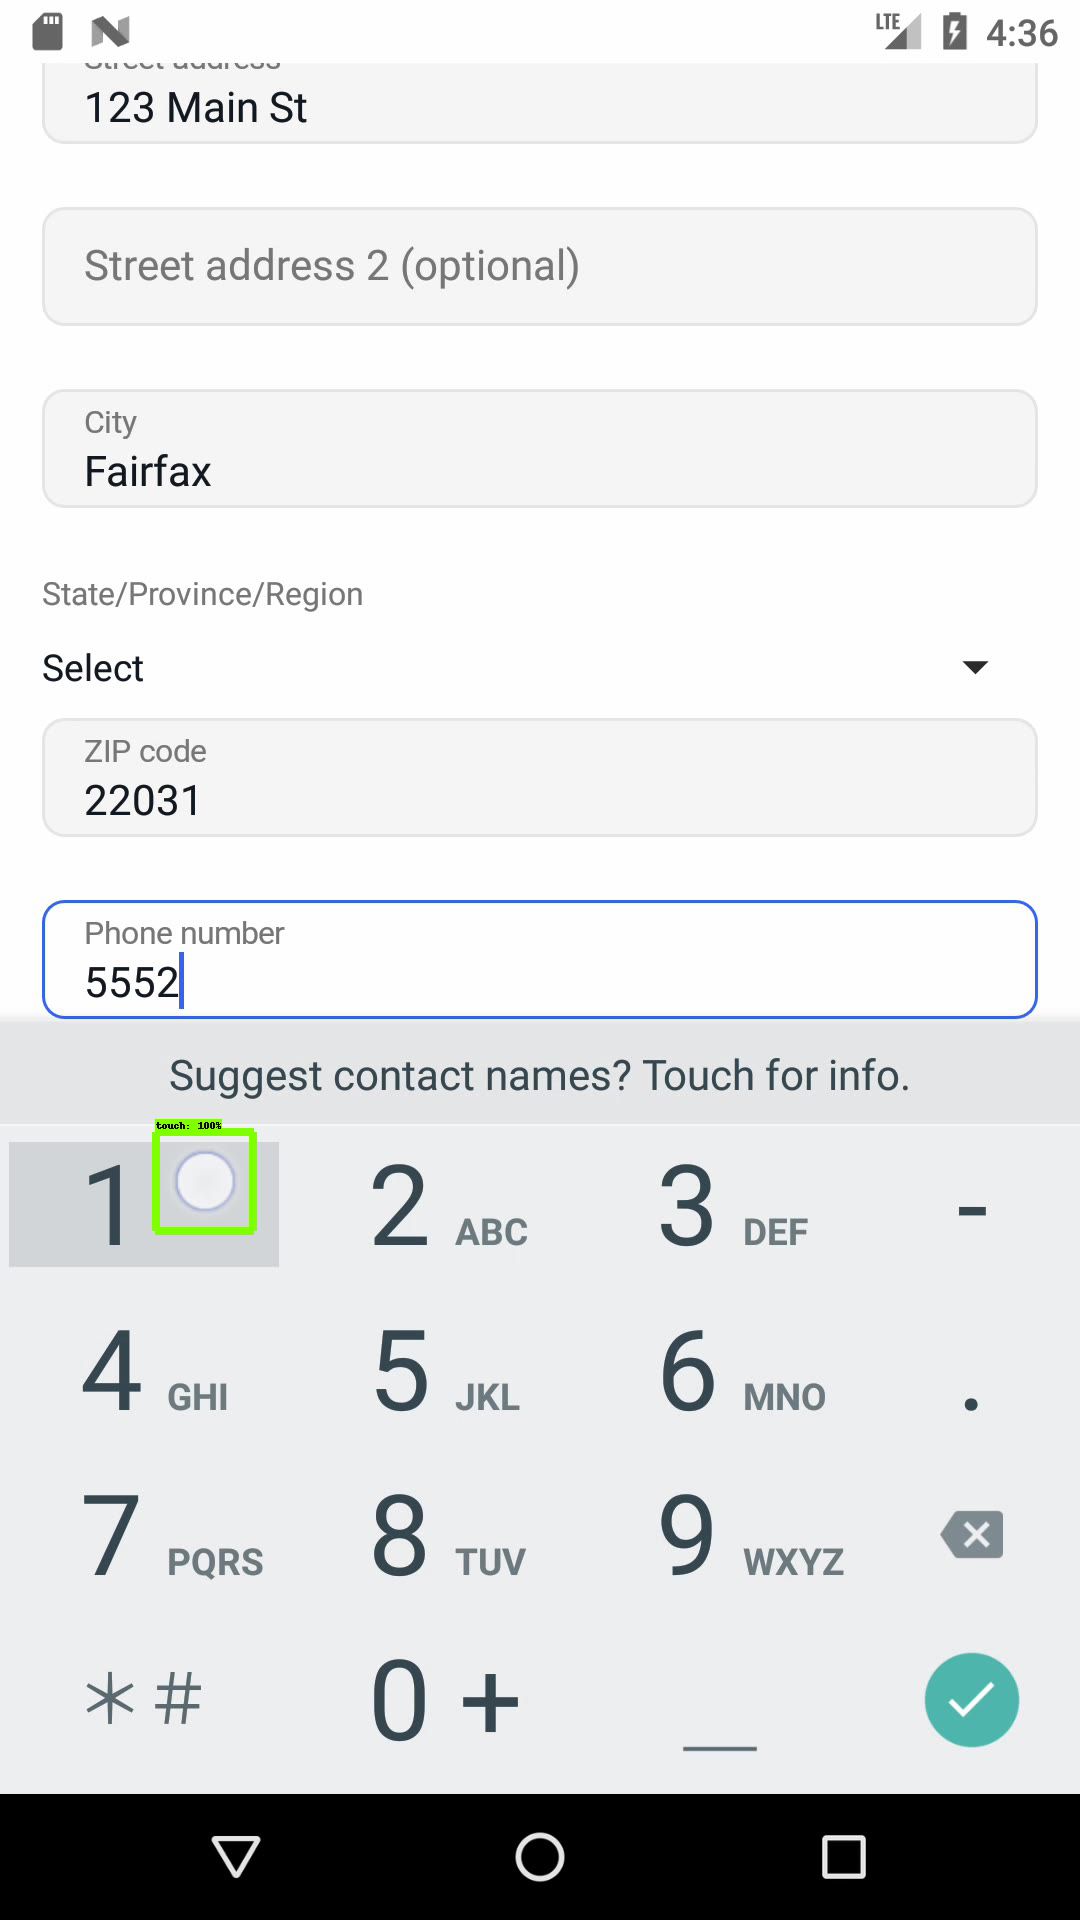 LTE 4:36
Street address
123 Main St
Street address 2 (optional)
City
Fairfax
State/Province/Region
Select
ZIP code
22031
Phone number
5552
Suggest contact names? Touch for info.
touch: 100%
1 2 ABC 3 DEF -
4 GHI 5 JKL 6 MNO .
7 PQRS 8 TUV 9 WXYZ
*# 0 + _